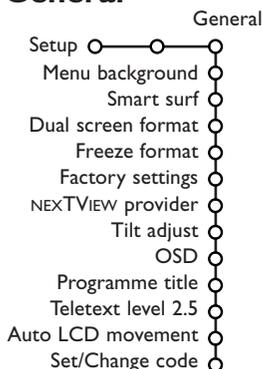 General
General
Setup
Menu background
Smart surf
Dual screen format
Freeze format
Factory settings
NEXTVIEW provider
Tilt adjust
OSD
Programme title
Teletext level 2.5
Auto LCD movement
Set/Change code